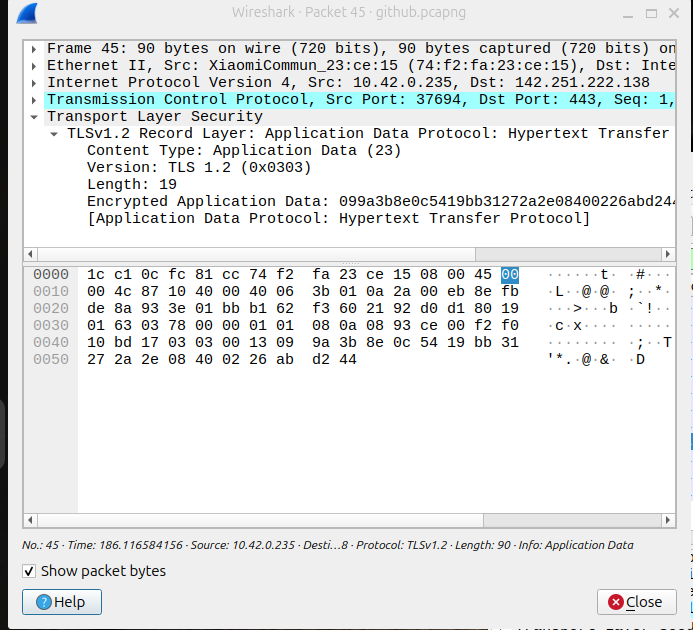 Wireshark · Packet 45 · github.pcapng
Frame 45: 90 bytes on wire (720 bits), 90 bytes captured (720 bits) on
Ethernet II, Src: XiaomiCommun_23:ce:15 (74:f2:fa:23:ce:15), Dst: Inte
Internet Protocol Version 4, Src: 10.42.0.235, Dst: 142.251.222.138
Transmission Control Protocol, Src Port: 37694, Dst Port: 443, Seq: 1,
Transport Layer Security
TLSv1.2 Record Layer: Application Data Protocol: Hypertext Transfer
Content Type: Application Data (23)
Version: TLS 1.2 (0x0303)
Length: 19
Encrypted Application Data: 099a3b8e0c5419bb31272a2e08400226abd244
[Application Data Protocol: Hypertext Transfer Protocol]
0000 1c c1 0c fc 81 cc 74 f2 fa 23 ce 15 08 00 45 00 ······t· ·#····
0010 00 4c 87 10 40 00 40 06 3b 01 0a 2a 00 eb 8e fb ·L··@·@· ;··*··
0020 de 8a 93 3e 01 bb b1 62 f3 60 21 92 d0 d1 80 19 ···>···b ·`!···
0030 01 63 03 78 00 00 01 01 08 0a 08 93 ce 00 f2 f0 ·c·x···· ······
0040 10 bd 17 03 03 00 13 09 9a 3b 8e 0c 54 19 bb 31 ········ ·;··T
0050 27 2a 2e 08 40 02 26 ab d2 44 '*.·@·&· ·D
No.: 45 · Time: 186.116584156 · Source: 10.42.0.235 · Desti…8 · Protocol: TLSv1.2 · Length: 90 · Info: Application Data
Show packet bytes
Help
Close